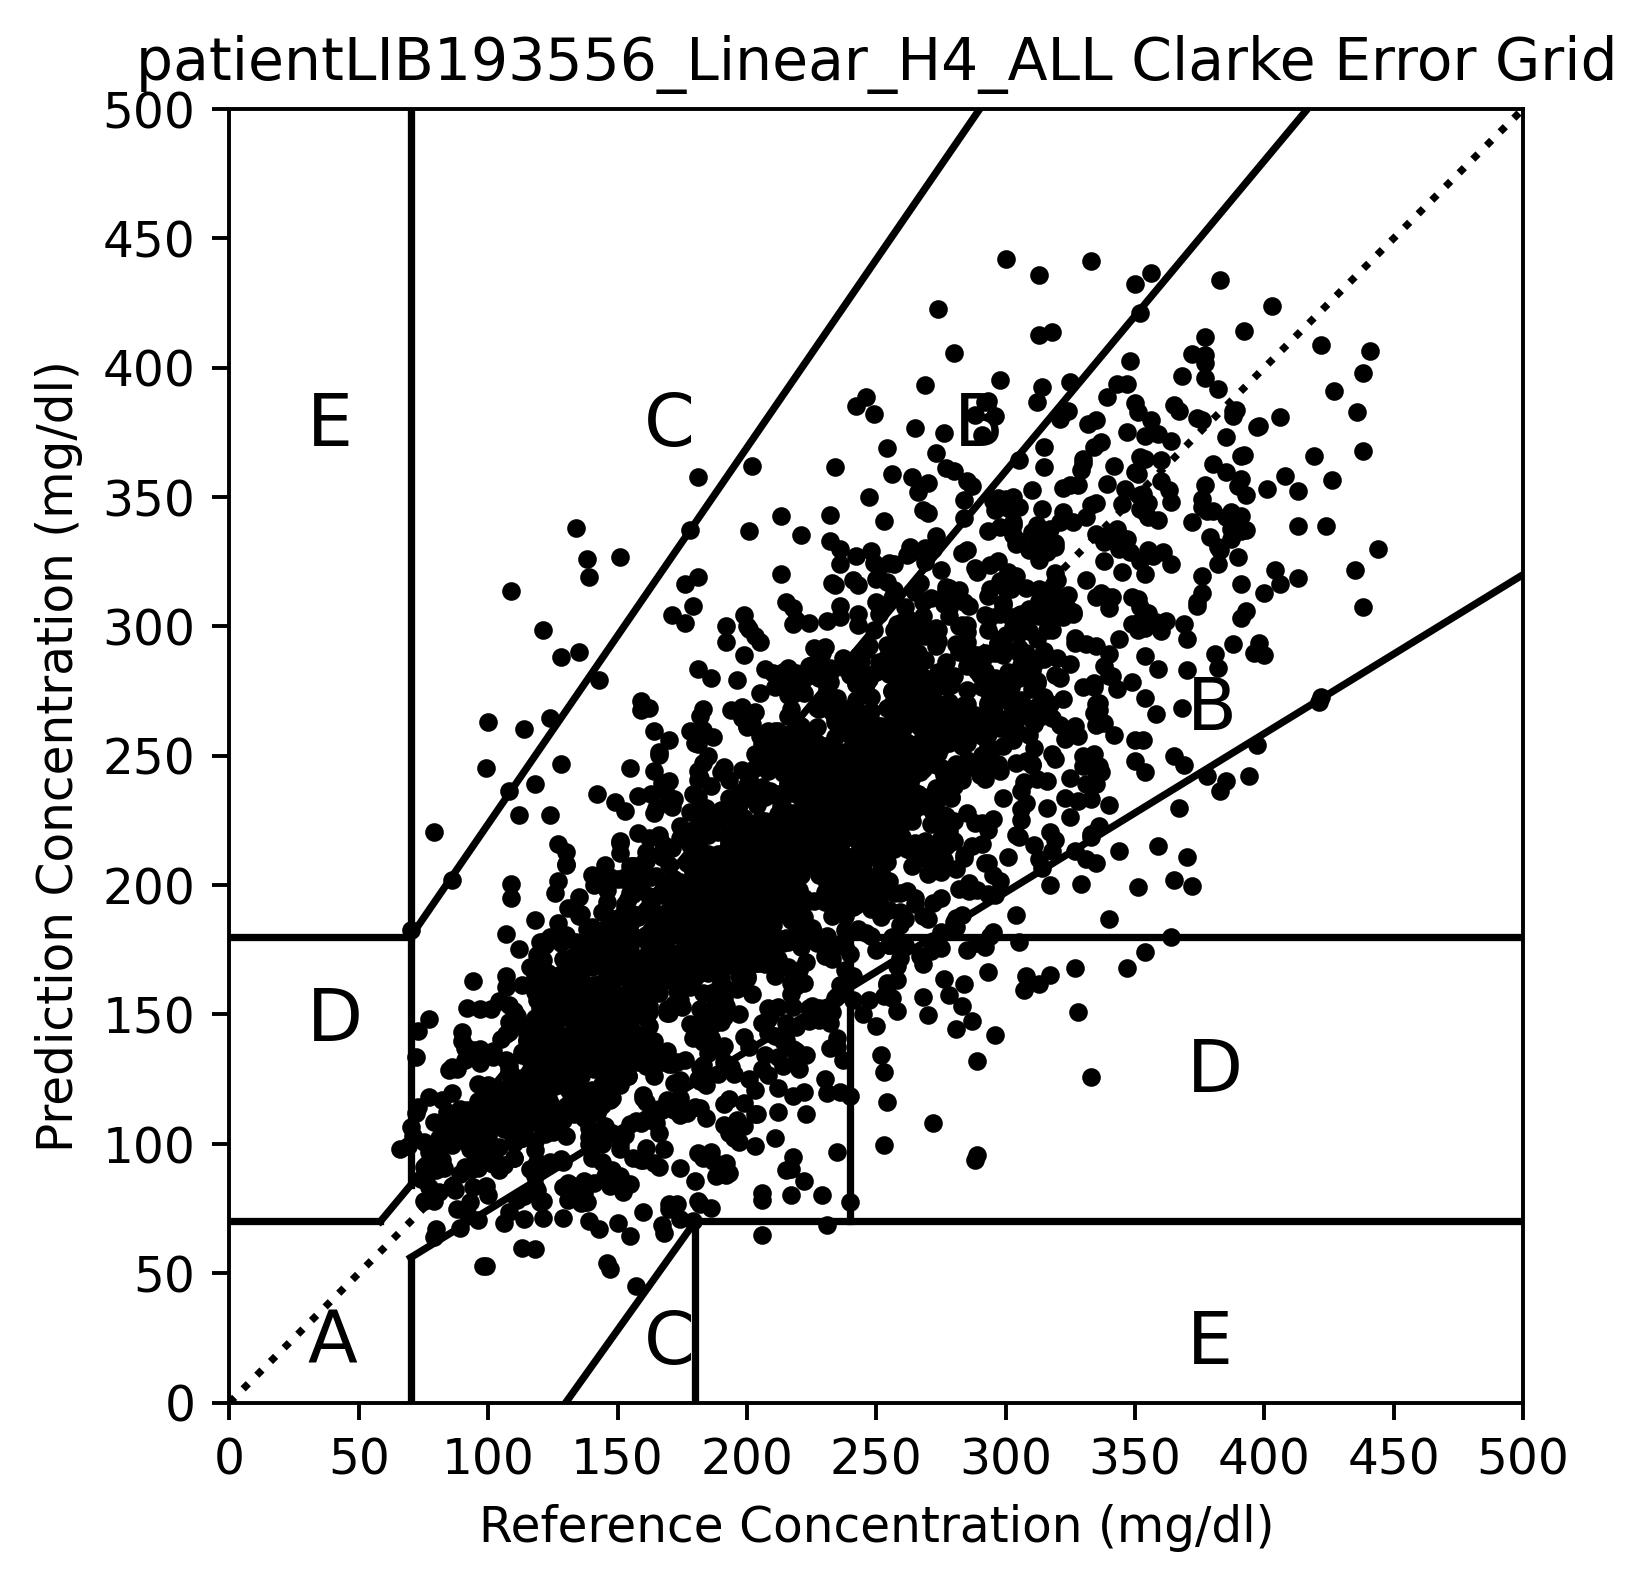 patientLIB193556_Linear_H4_ALL Clarke Error Grid
500
450
400
350
300
250
200
150
100
50
0
Prediction Concentration (mg/dl)
E
C
B
B
D
D
A
C
E
0 50 100 150 200 250 300 350 400 450 500
Reference Concentration (mg/dl)